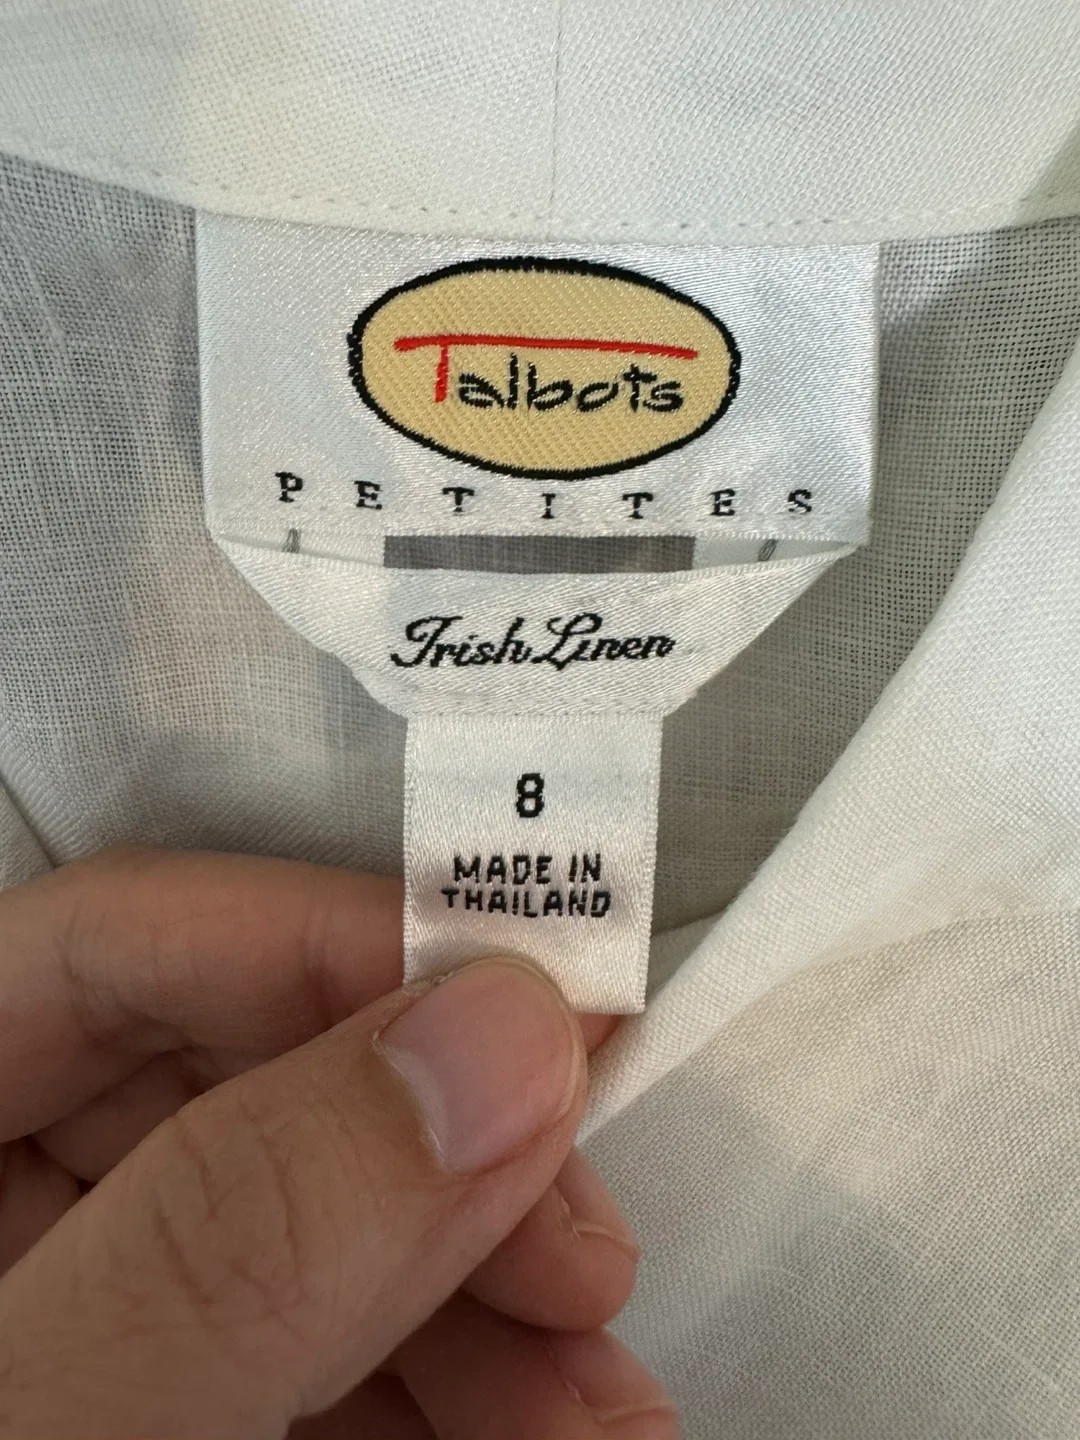 Talbots
PETITES
Irish Linen
8
MADE IN
THAILAND